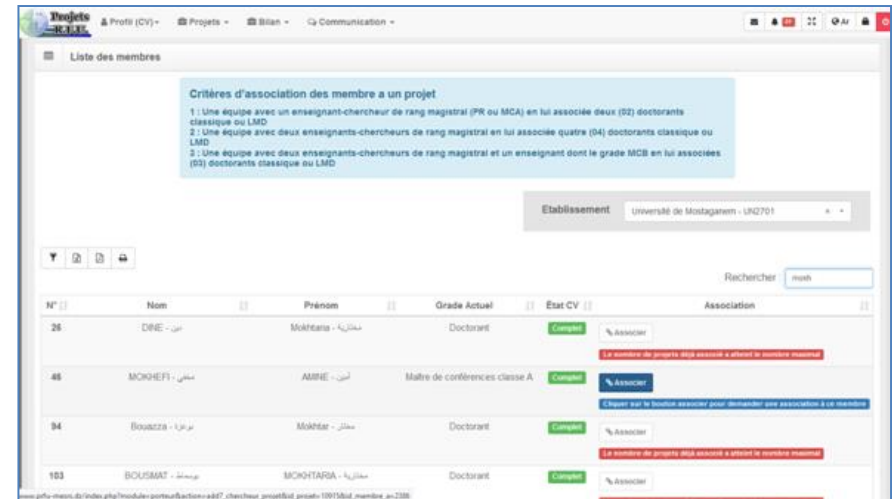 Projets
P.R.F.U.
Profil (CV)
Projets
Bilan
Communication
Ar
Liste des membres
Critères d'association des membre a un projet
1 : Une équipe avec un enseignant-chercheur de rang magistral (PR ou MCA) en lui associée deux (02) doctorants
classique ou LMD
2 : Une équipe avec deux enseignants-chercheurs de rang magistral en lui associée quatre (04) doctorants classique ou
LMD
3 : Une équipe avec deux enseignants-chercheurs de rang magistral et un enseignant dont le grade MCB en lui associées
(03) doctorants classique ou LMD
Etablissement Université de Mostaganem - UN2701
Rechercher mokh
N° Nom Prénom Grade Actuel État CV Association
26 DINE - دين Mokhtaria - مختارية Doctorant Complet Associer
Le nombre de projets déjà associé a atteint le nombre maximal
46 MOKHEFI - مخفي AMINE - أمين Maître de conférences classe A Complet Associer
Cliquer sur le bouton associer pour demander une association à ce membre
94 Bouazza - بوعزة Mokhtar - مختار Doctorant Complet Associer
Le nombre de projets déjà associé a atteint le nombre maximal
103 BOUSMAT - بوسماط MOKHTARIA - مختارية Doctorant Complet Associer